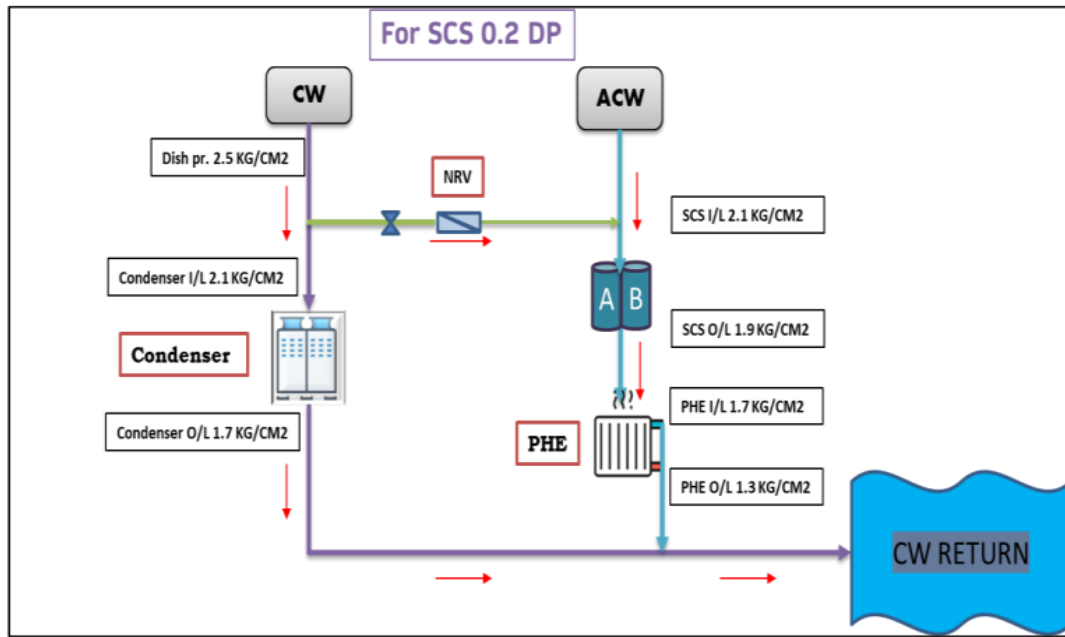 For SCS 0.2 DP
CW
ACW
Dish pr. 2.5 KG/CM2
NRV
SCS I/L 2.1 KG/CM2
Condenser I/L 2.1 KG/CM2
A B
SCS O/L 1.9 KG/CM2
Condenser
PHE I/L 1.7 KG/CM2
Condenser O/L 1.7 KG/CM2
PHE
PHE O/L 1.3 KG/CM2
CW RETURN